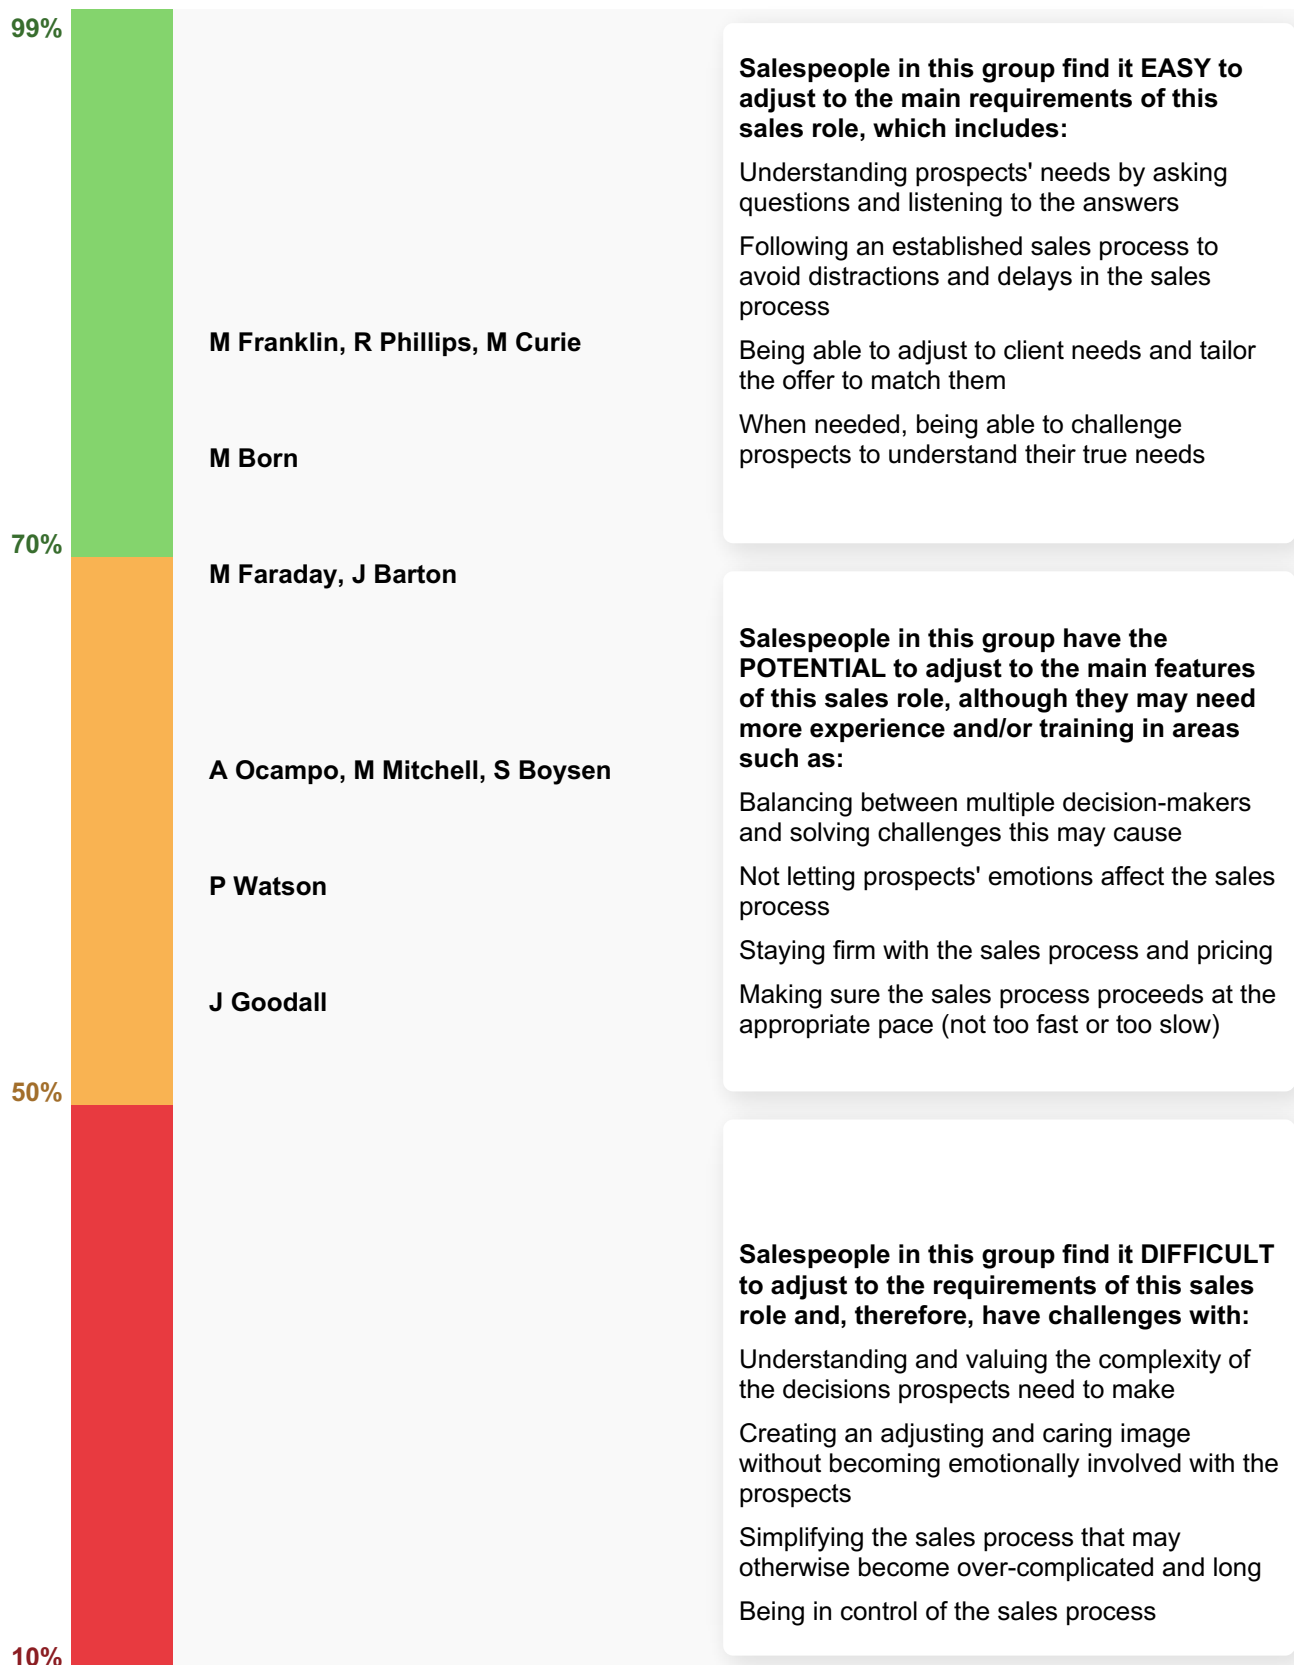 99%
Salespeople in this group find it EASY to
adjust to the main requirements of this
sales role, which includes:
Understanding prospects' needs by asking
questions and listening to the answers
Following an established sales process to
avoid distractions and delays in the sales
process
Being able to adjust to client needs and tailor
the offer to match them
When needed, being able to challenge
prospects to understand their true needs
M Franklin, R Phillips, M Curie
M Born
70%
M Faraday, J Barton
Salespeople in this group have the
POTENTIAL to adjust to the main features
of this sales role, although they may need
more experience and/or training in areas
such as:
Balancing between multiple decision-makers
and solving challenges this may cause
Not letting prospects' emotions affect the sales
process
Staying firm with the sales process and pricing
Making sure the sales process proceeds at the
appropriate pace (not too fast or too slow)
A Ocampo, M Mitchell, S Boysen
P Watson
J Goodall
50%
Salespeople in this group find it DIFFICULT
to adjust to the requirements of this sales
role and, therefore, have challenges with:
Understanding and valuing the complexity of
the decisions prospects need to make
Creating an adjusting and caring image
without becoming emotionally involved with the
prospects
Simplifying the sales process that may
otherwise become over-complicated and long
Being in control of the sales process
10%